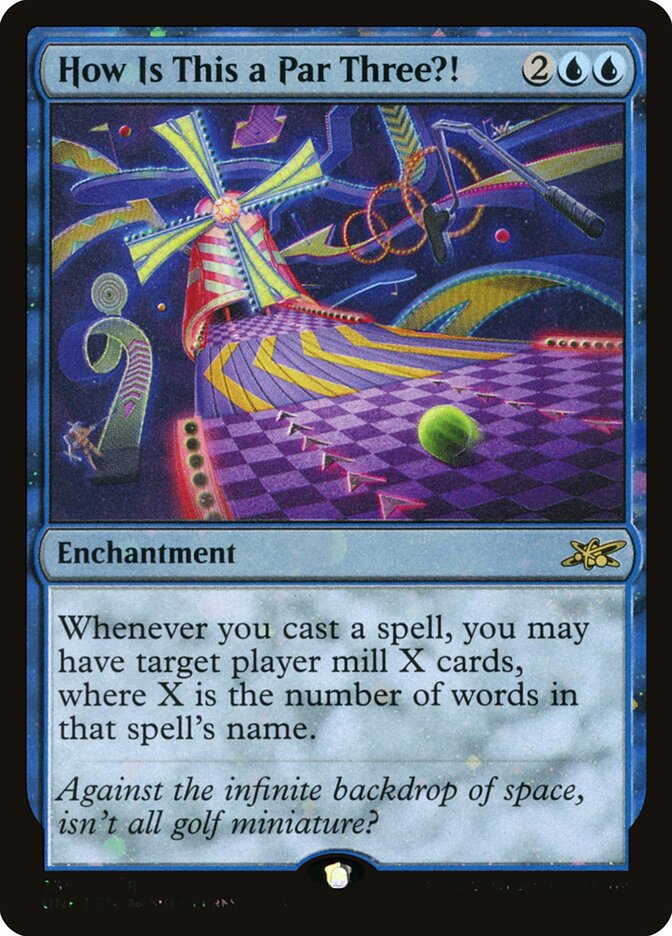 How Is This a Par Three?! 2
Enchantment
Whenever you cast a spell, you may
have target player mill X cards,
where X is the number of words in
that spell's name.
Against the infinite backdrop of space,
isn't all golf miniature?